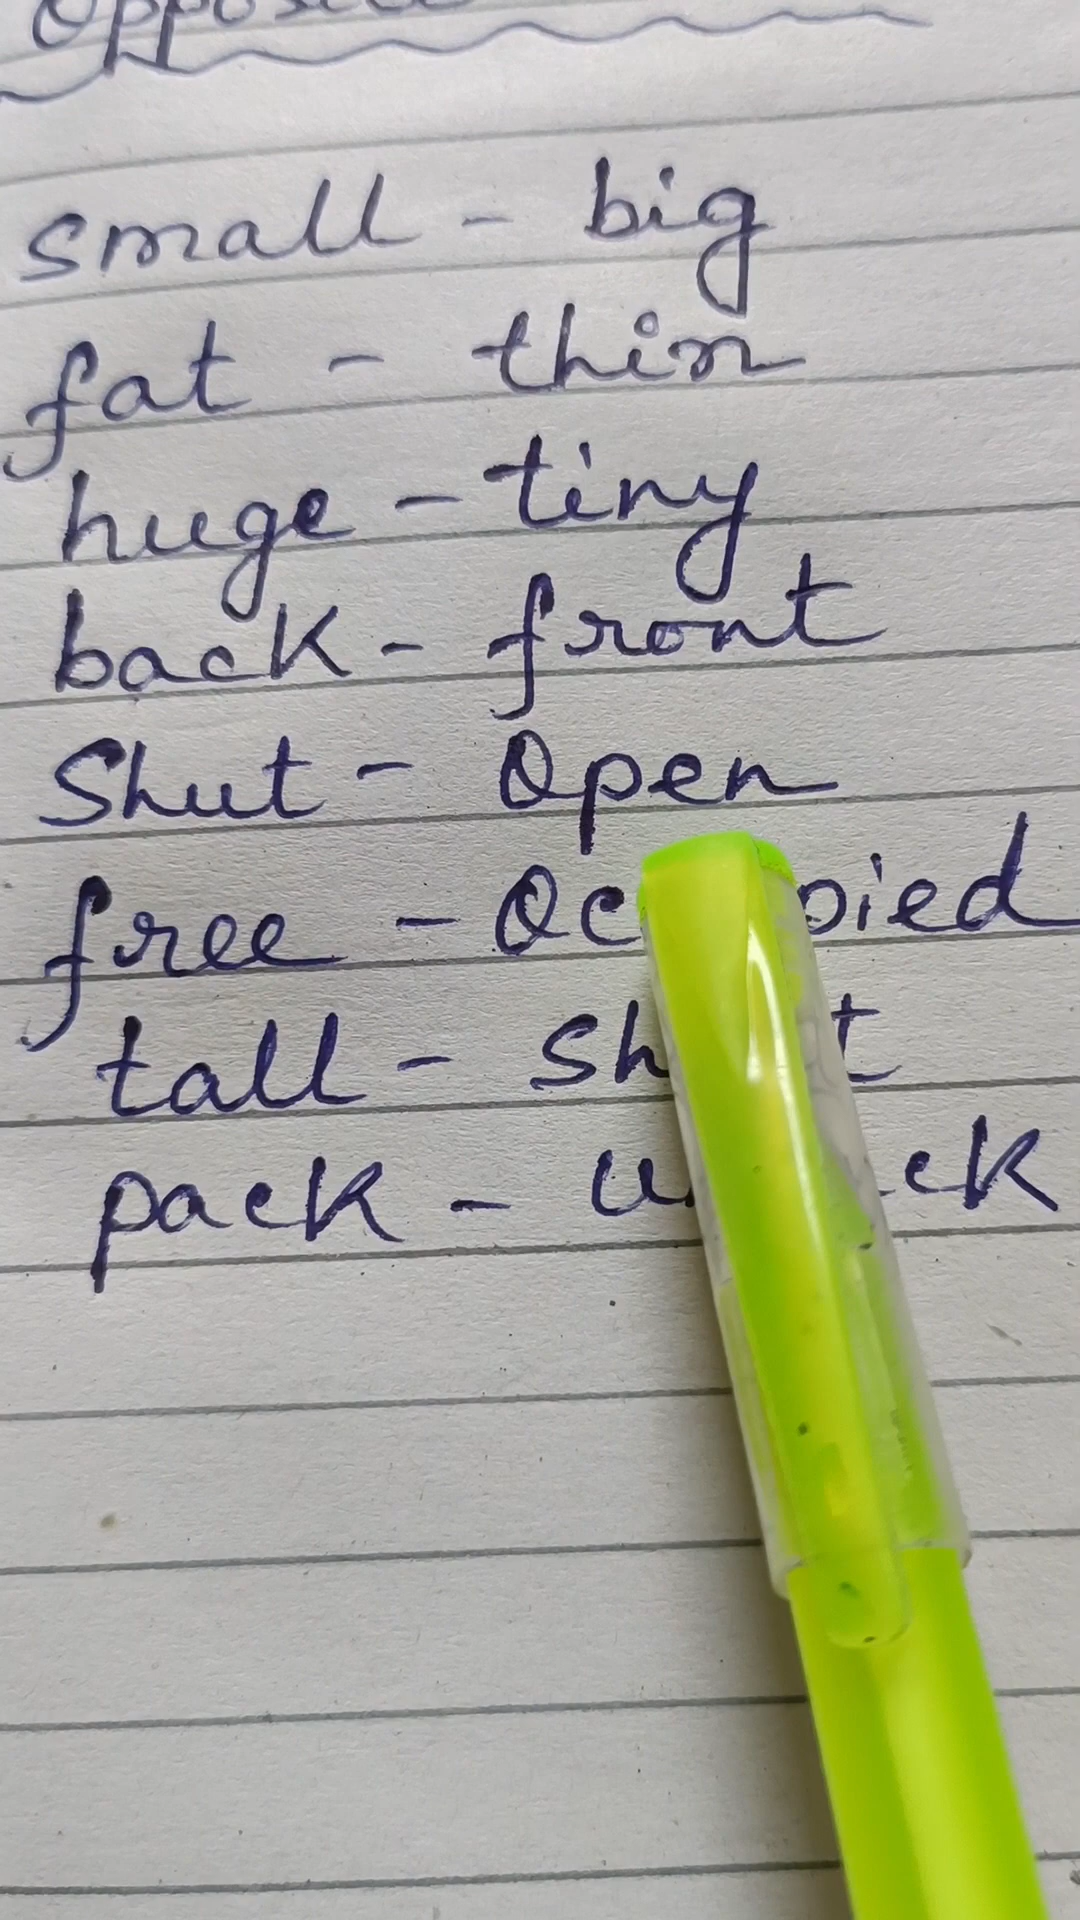 small - big
fat - thin
huge - tiny
back - front
Shut - Open
free -
tall -
pack -